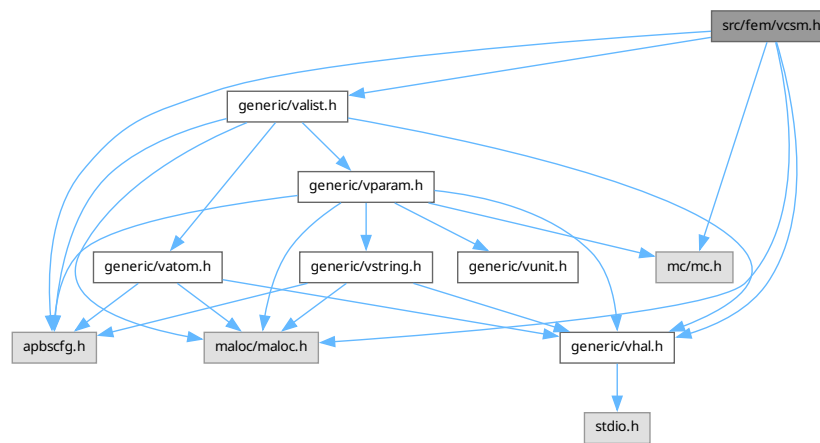 src/fem/vcsm.h
generic/valist.h
generic/vparam.h
generic/vatom.h
generic/vstring.h
generic/vunit.h
mc/mc.h
apbscfg.h
maloc/maloc.h
generic/vhal.h
stdio.h